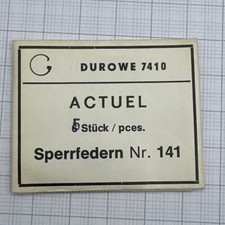 DUROWE 7410
ACTUEL
5 Stück / pces.
Sperrfedern Nr. 141